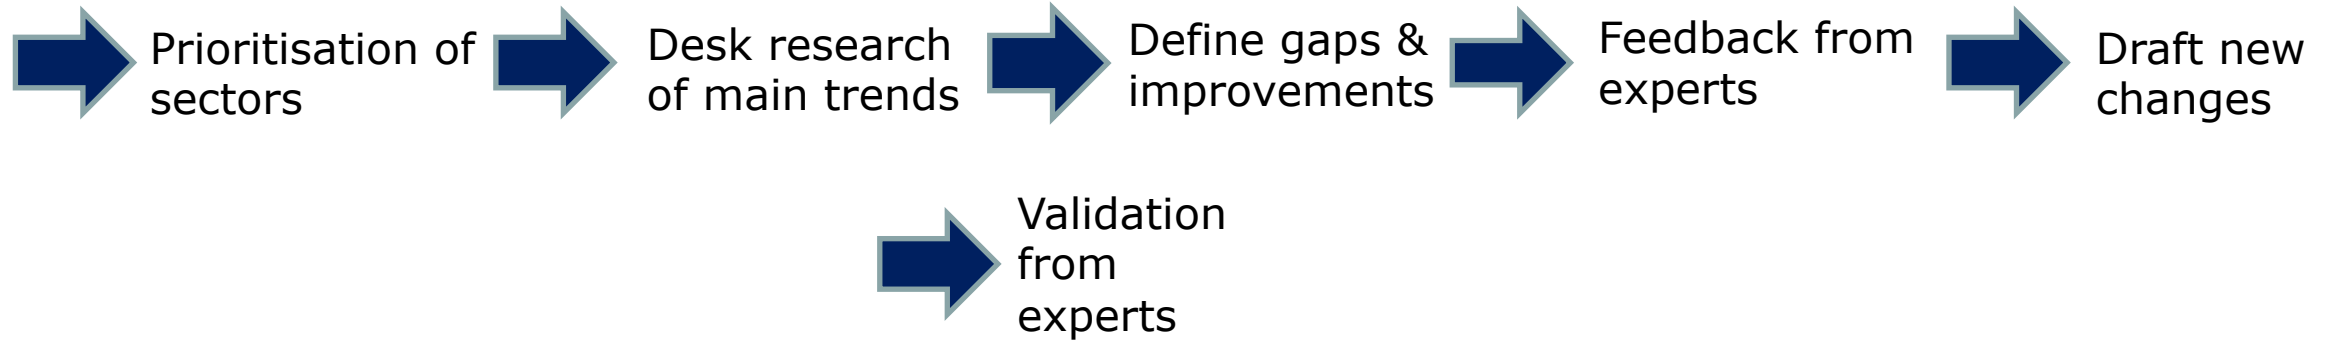 Prioritisation of
sectors
Desk research
of main trends
Define gaps &
improvements
Feedback from
experts
Draft new
changes
Validation
from
experts